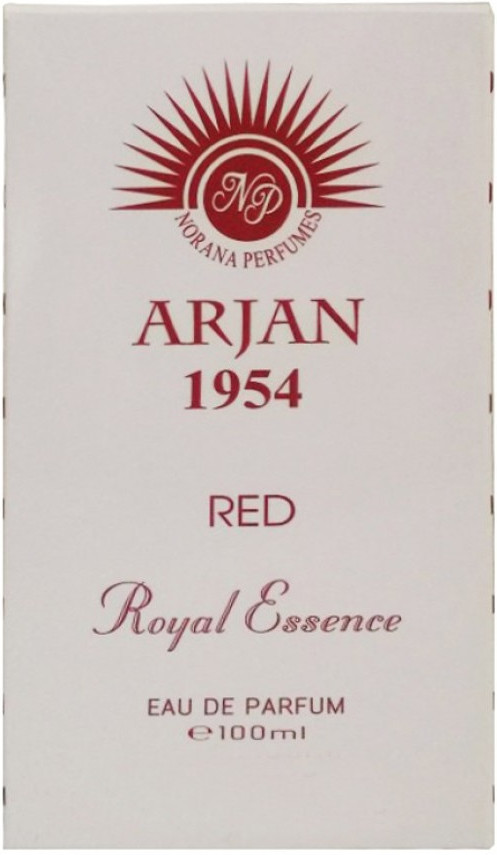 NP
NORANA PERFUMES
ARJAN
1954
RED
Royal Essence
EAU DE PARFUM
℮100ml